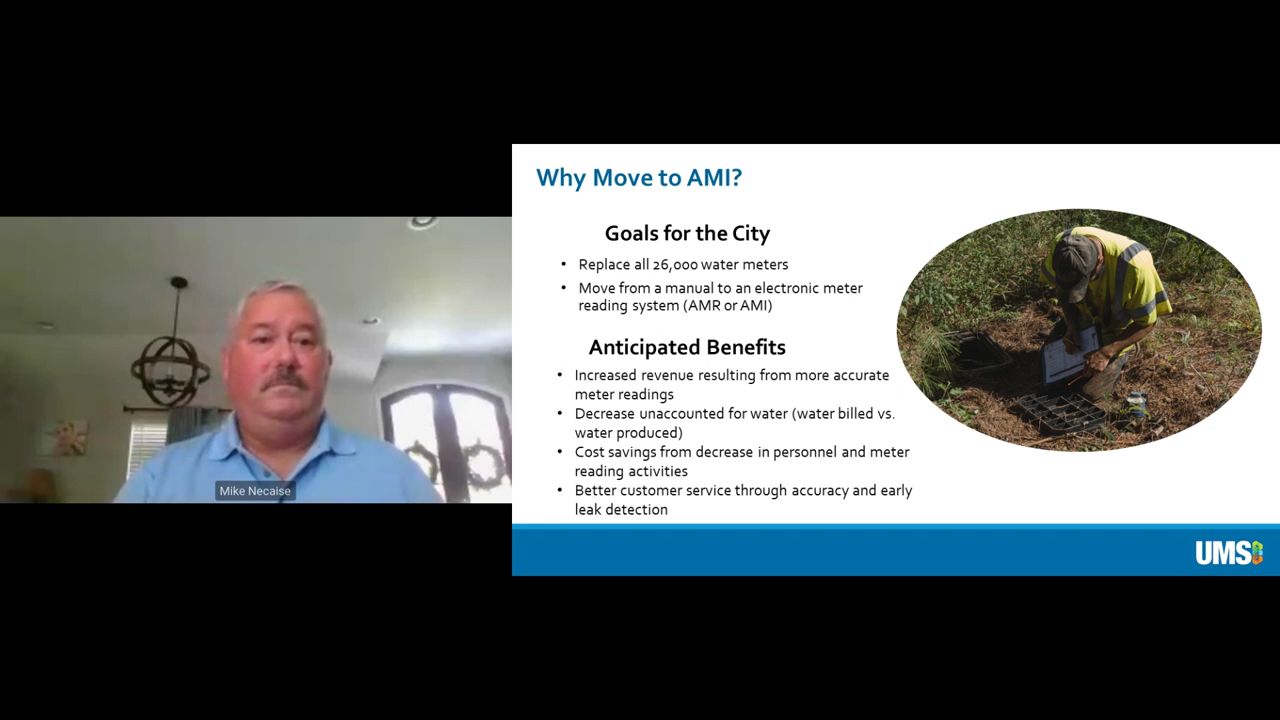 Mike Necaise
Why Move to AMI?
Goals for the City
• Replace all 26,000 water meters
• Move from a manual to an electronic meter
reading system (AMR or AMI)
Anticipated Benefits
• Increased revenue resulting from more accurate
meter readings
• Decrease unaccounted for water (water billed vs.
water produced)
• Cost savings from decrease in personnel and meter
reading activities
• Better customer service through accuracy and early
leak detection
UMS